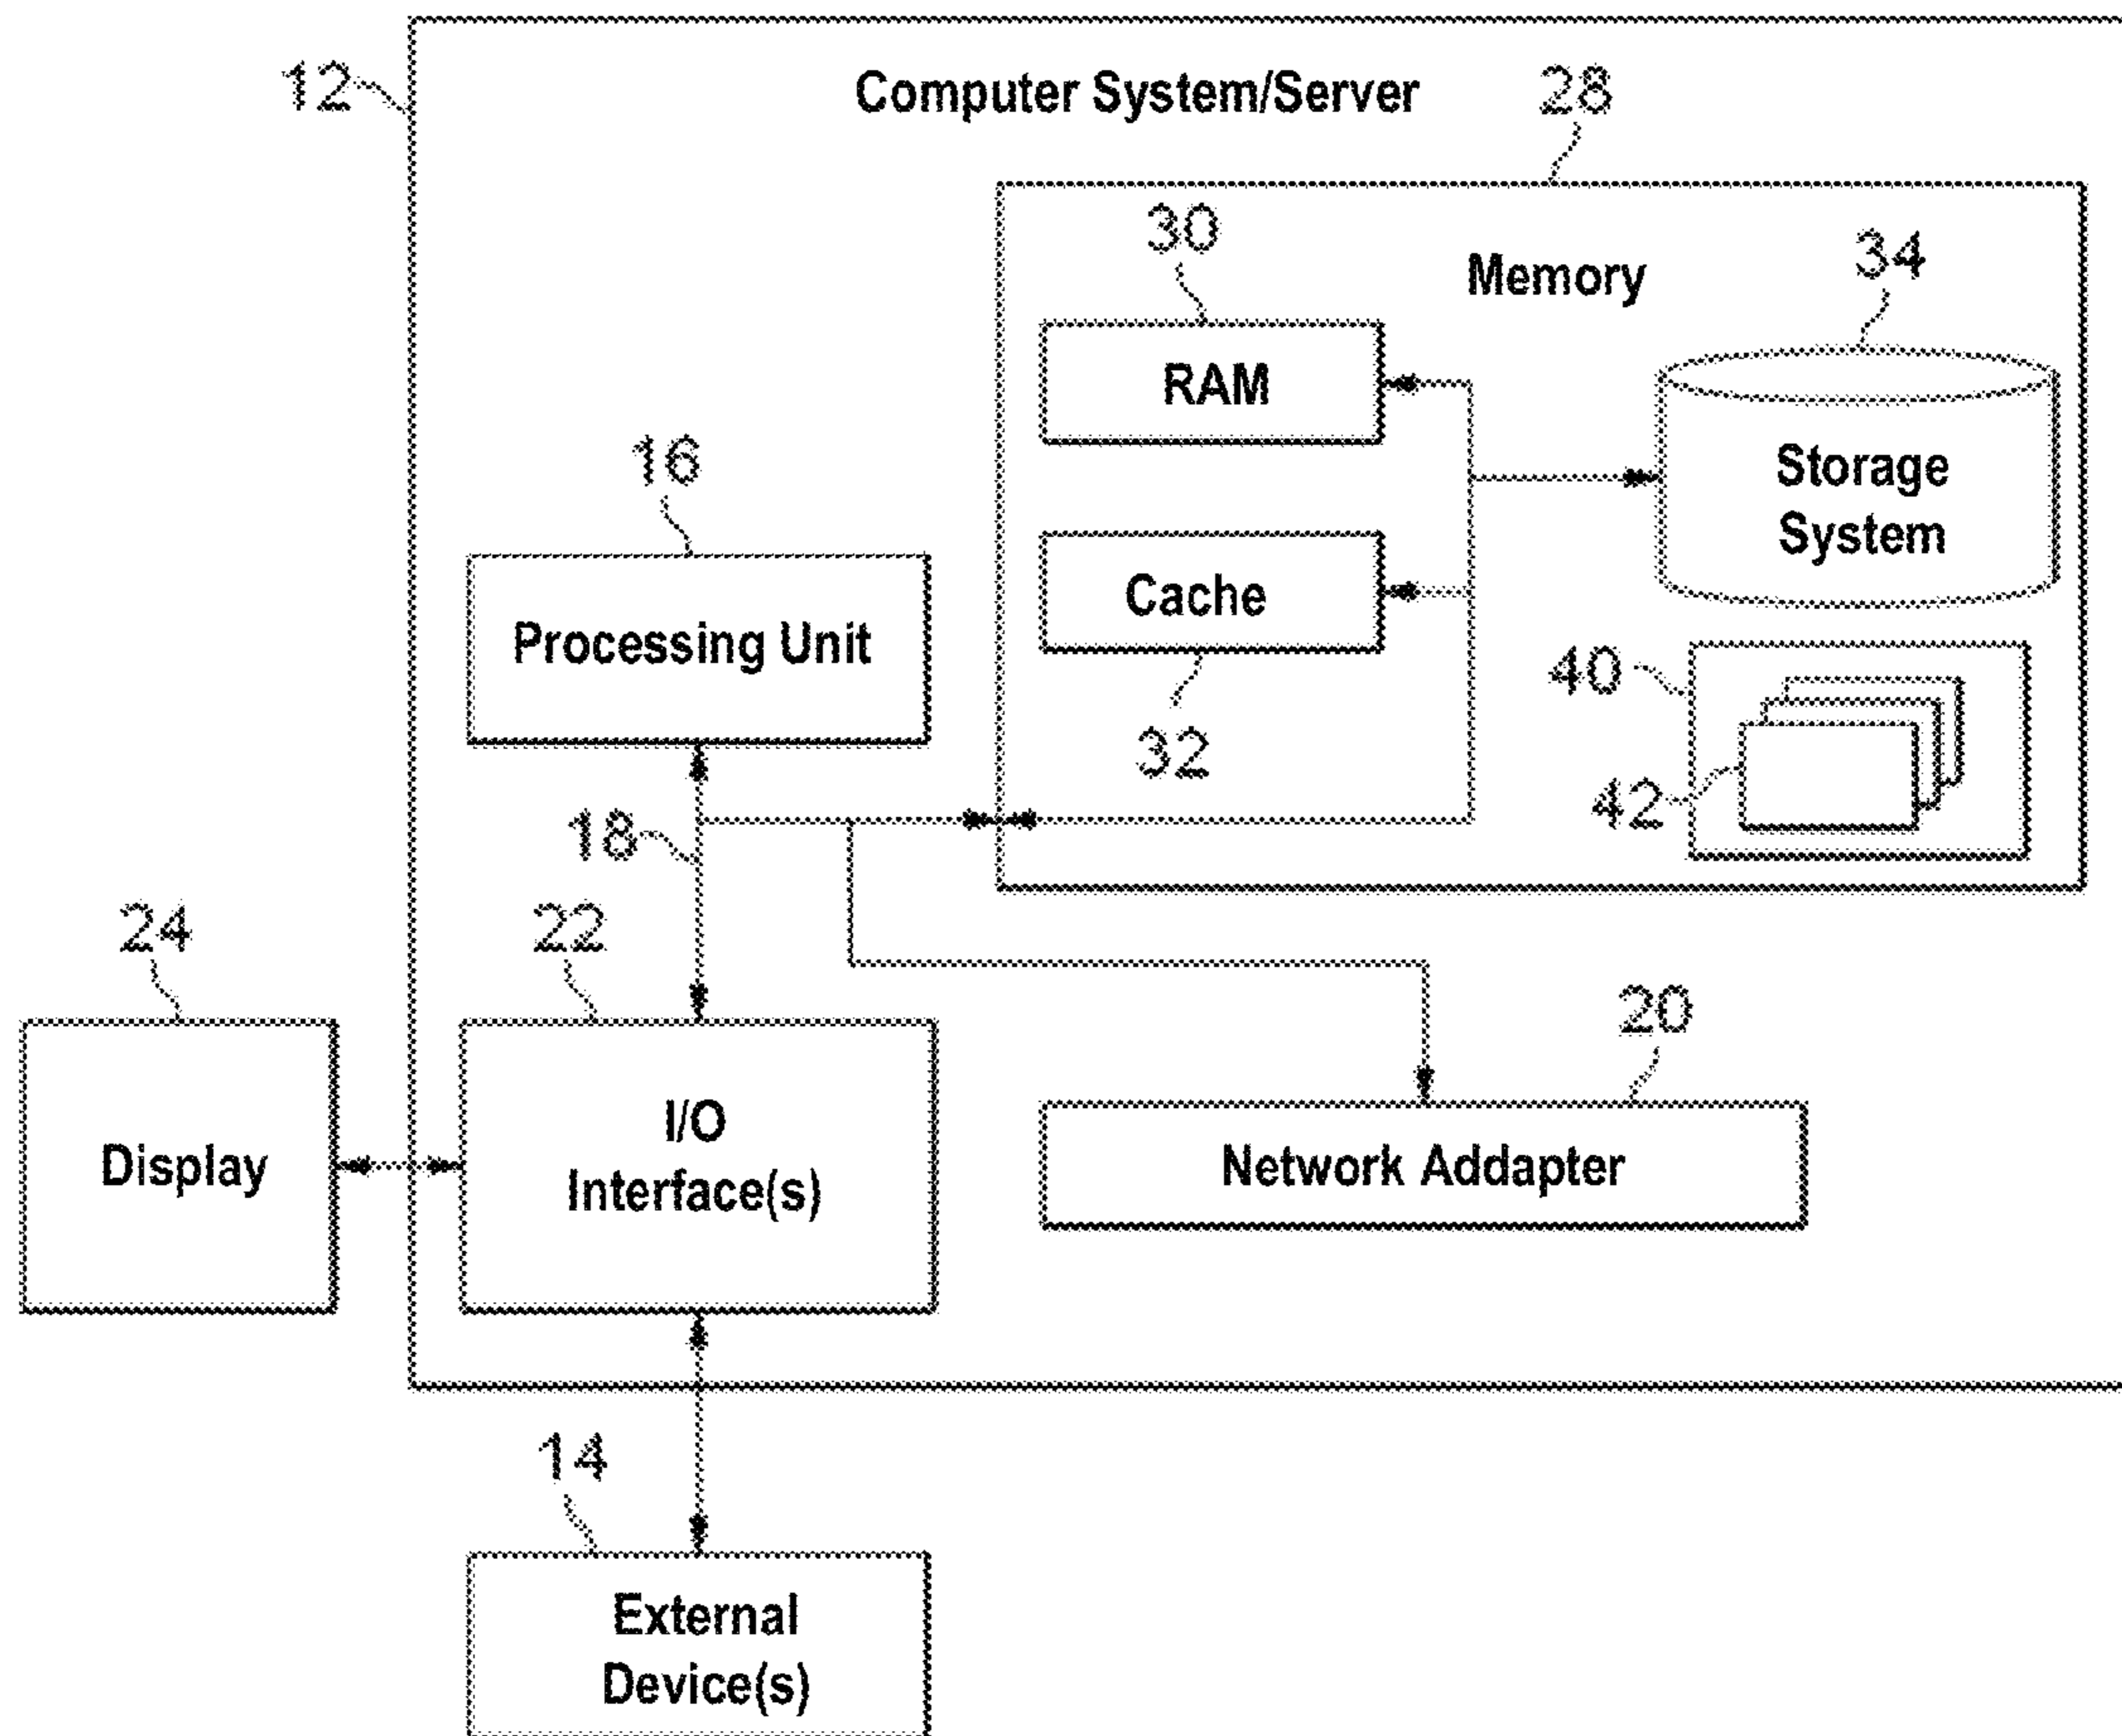 12
Computer System/Server
28
30
Memory
34
RAM
16
Storage
System
Cache
Processing Unit
40
32
42
18
24
22
20
I/O
Interface(s)
Display
Network Addapter
14
External
Device(s)